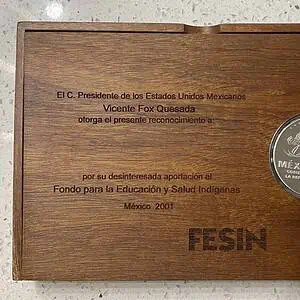 El C. Presidente de los Estados Unidos Mexicanos
Vicente Fox Quesada
otorga el presente reconocimiento a:
por su desinteresada aportación al
Fondo para la Educación y Salud Indígenas
México 2001
FESIN